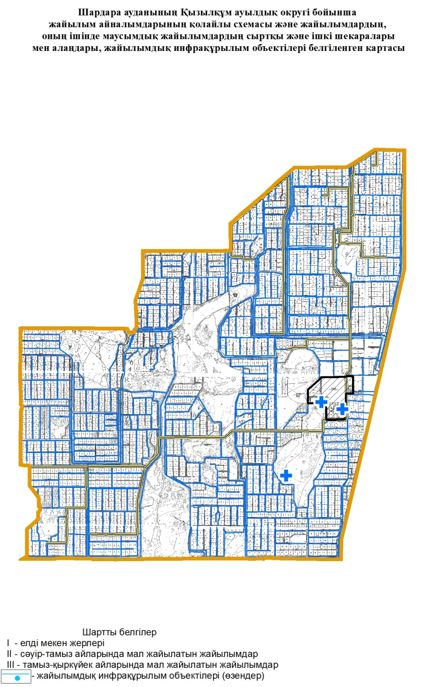 Шардара ауданының Қызылқұм ауылдық округі бойынша
жайылым айналымдарының қолайлы схемасы және жайылымдардың,
оның ішінде маусымдық жайылымдардың сыртқы және ішкі шекаралары
мен алаңдары, жайылымдық инфрақұрылым объектілері белгіленген картасы
Шартты белгілер
I - елді мекен жерлері
II - сәуір-тамыз айларында мал жайылатын жайылымдар
III - тамыз-қыркүйек айларында мал жайылатын жайылымдар
- жайылымдық инфрақұрылым объектілері (өзендер)